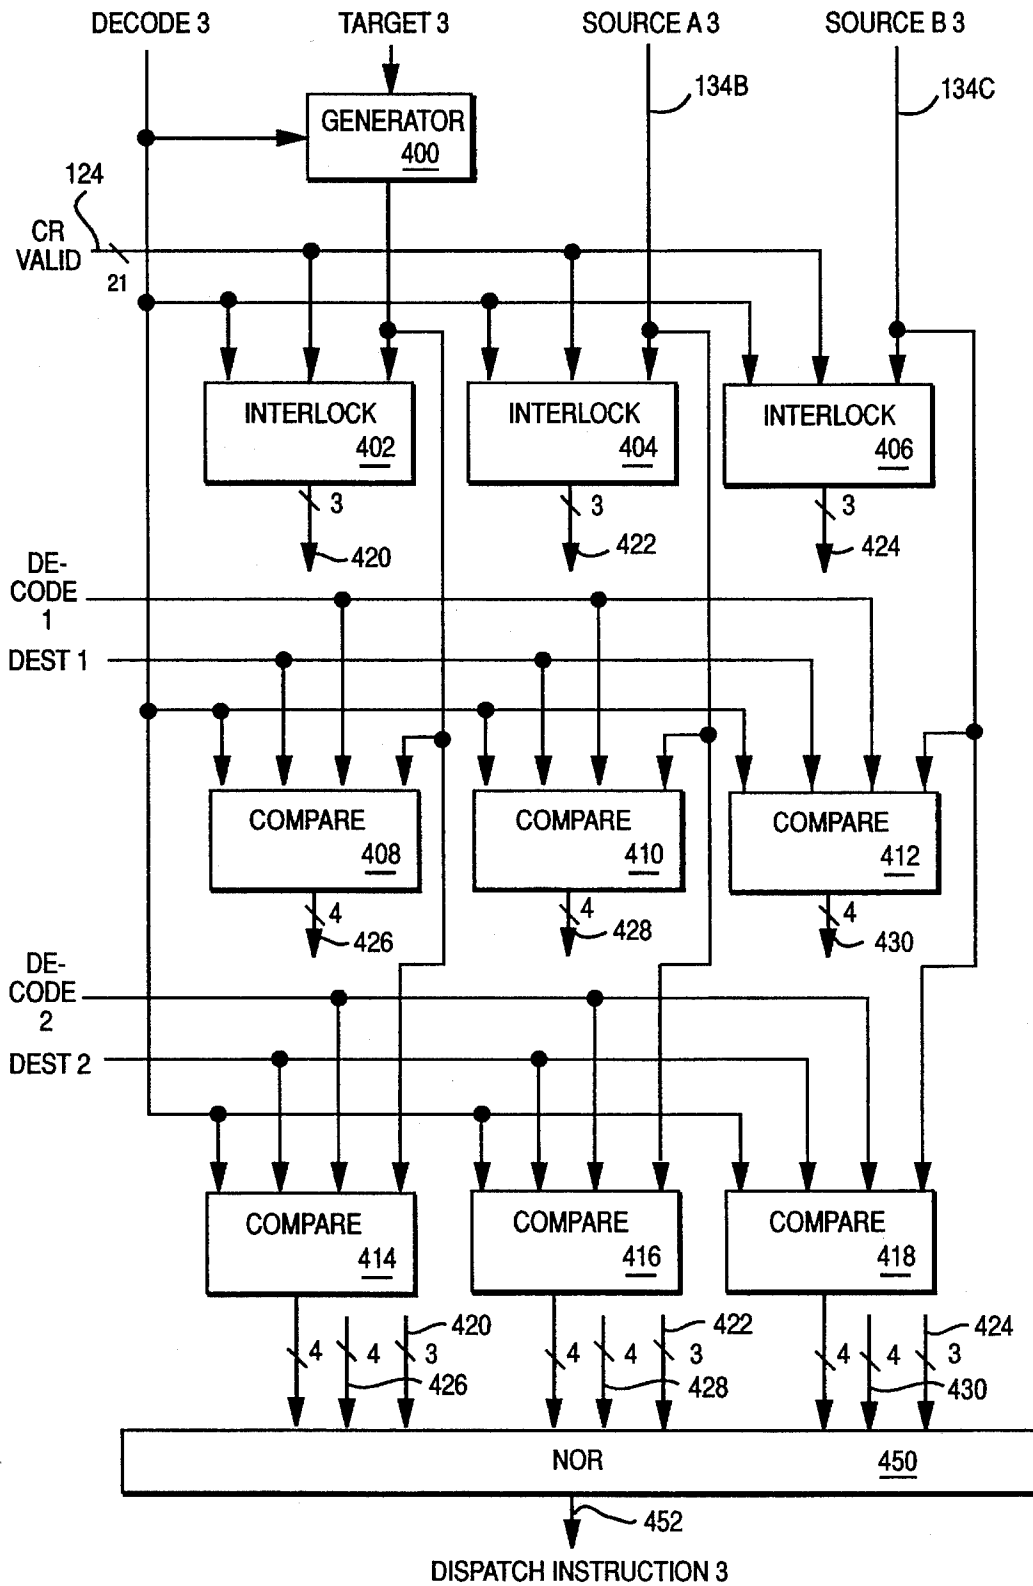 DECODE 3 TARGET 3 SOURCE A 3 SOURCE B 3
134B 134C
GENERATOR
400
124
CR
VALID
21
INTERLOCK
402
INTERLOCK
404
INTERLOCK
406
3 3 3
420 422 424
DE-
CODE
1
DEST 1
COMPARE
408
COMPARE
410
COMPARE
412
4 4 4
426 428 430
DE-
CODE
2
DEST 2
COMPARE
414
COMPARE
416
COMPARE
418
420 422 424
4 4 3 4 4 3 4 4 3
426 428 430
NOR 450
452
DISPATCH INSTRUCTION 3